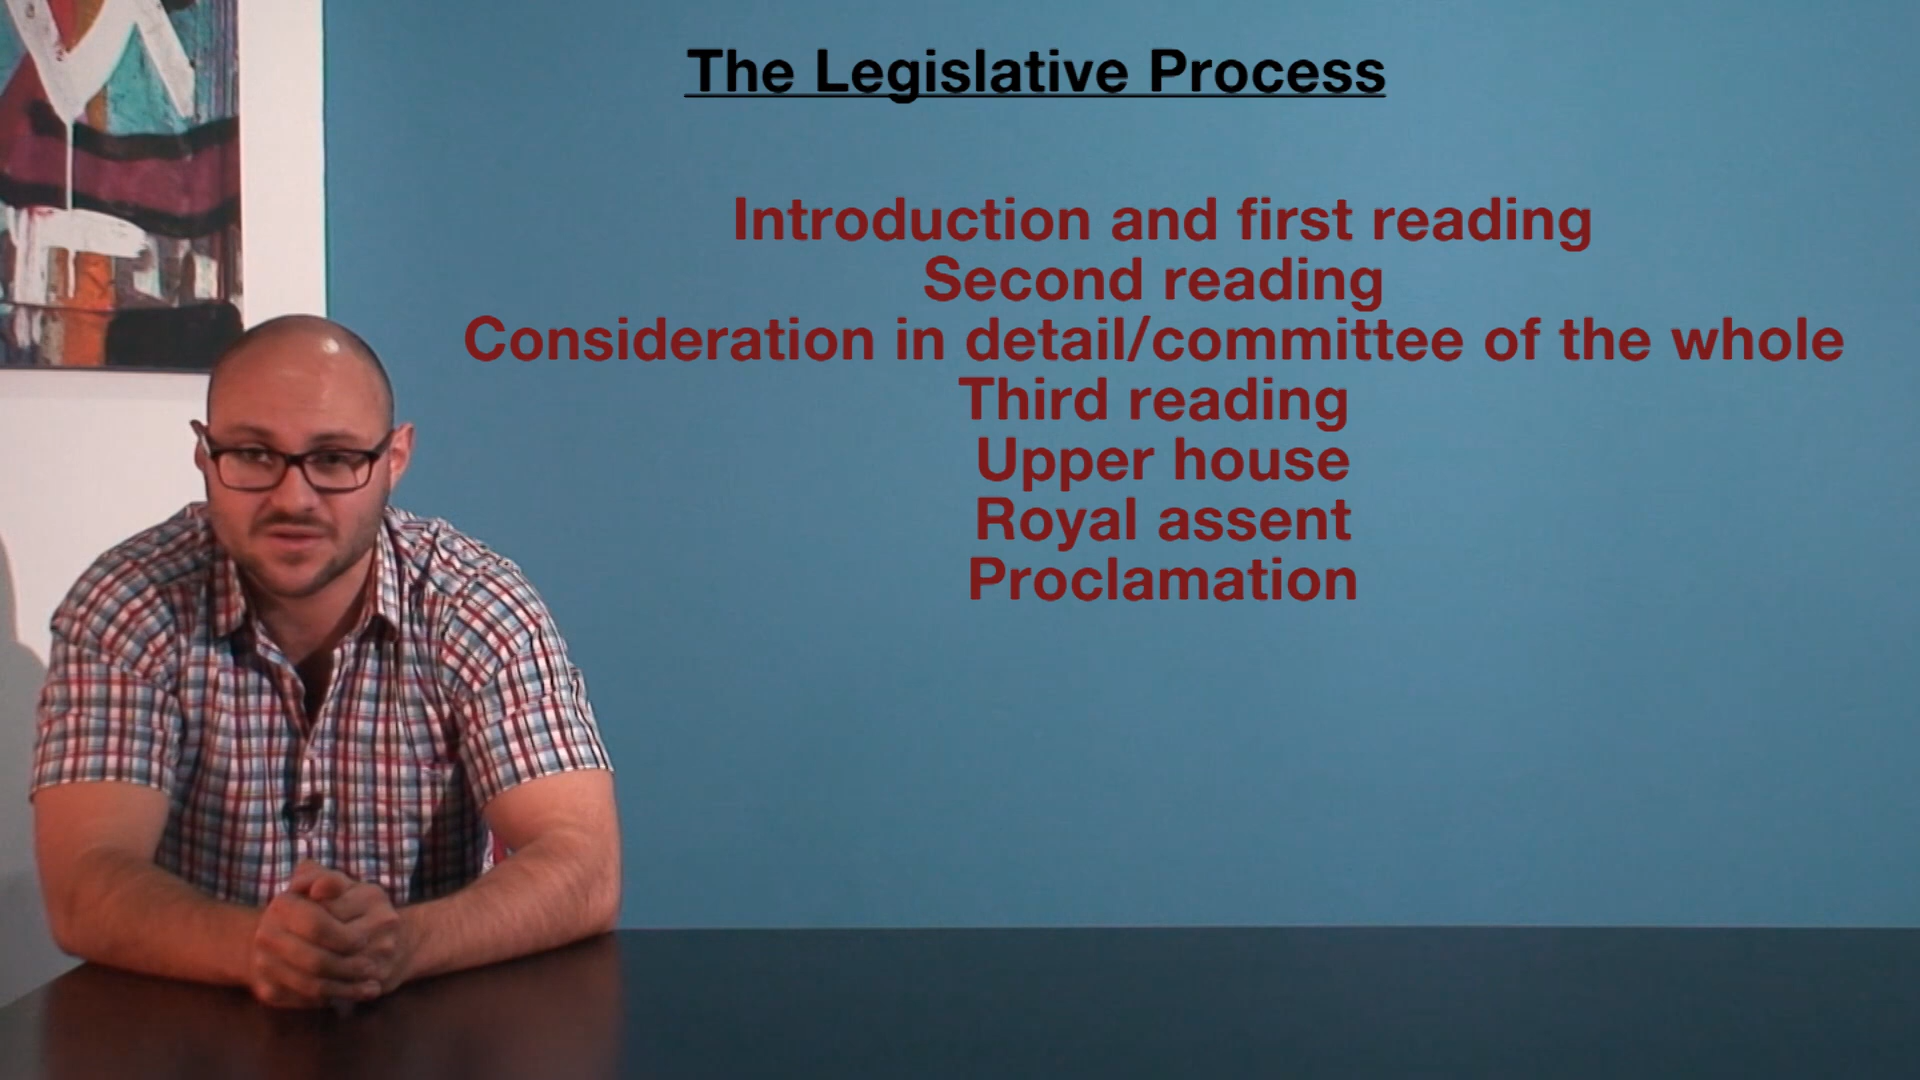 The Legislative Process
Introduction and first reading
Second reading
Consideration in detail/committee of the whole
Third reading
Upper house
Royal assent
Proclamation